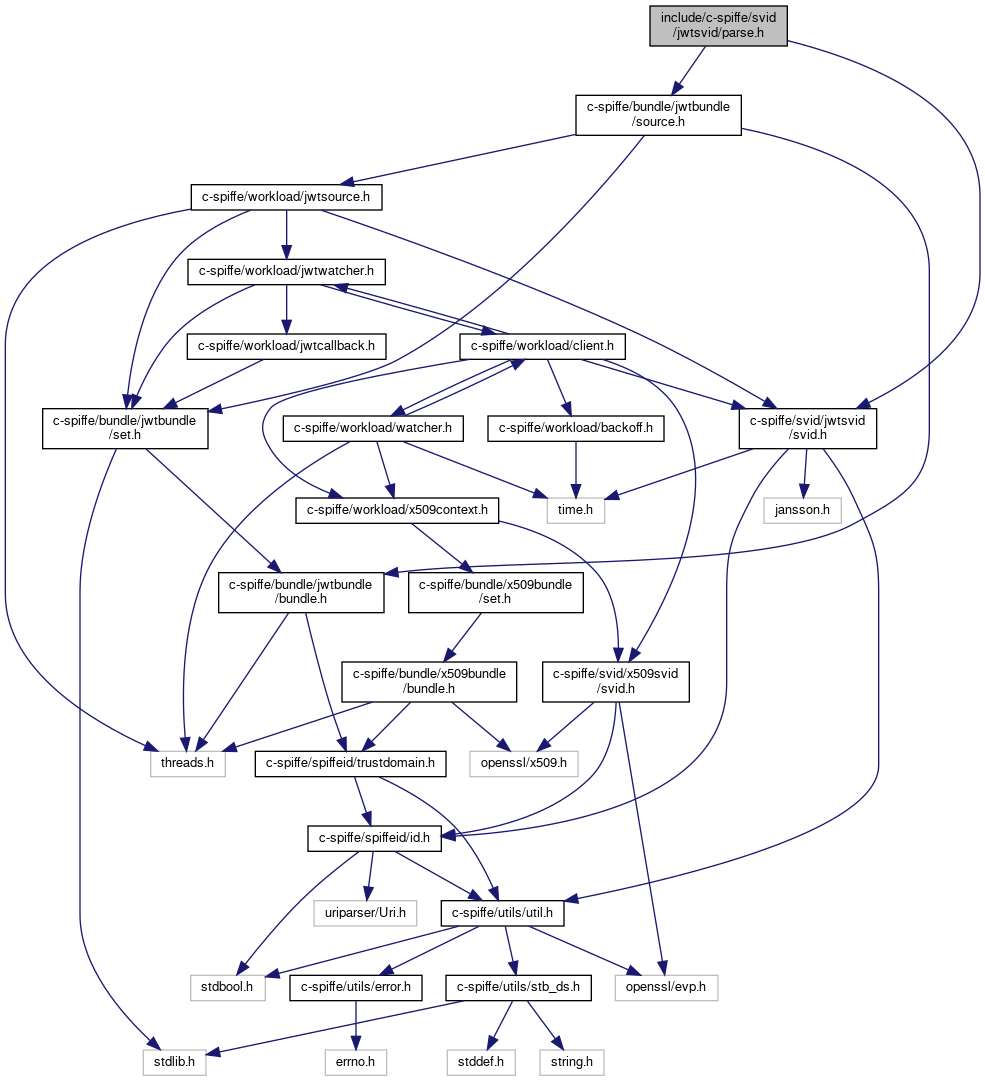 include/c-spiffe/svid
/jwtsvid/parse.h
c-spiffe/bundle/jwtbundle
/source.h
c-spiffe/workload/jwtsource.h
c-spiffe/workload/jwtwatcher.h
c-spiffe/workload/jwtcallback.h
c-spiffe/workload/client.h
c-spiffe/bundle/jwtbundle
/set.h
c-spiffe/workload/watcher.h
c-spiffe/workload/backoff.h
c-spiffe/svid/jwtsvid
/svid.h
c-spiffe/workload/x509context.h
time.h
jansson.h
c-spiffe/bundle/jwtbundle
/bundle.h
c-spiffe/bundle/x509bundle
/set.h
c-spiffe/bundle/x509bundle
/bundle.h
c-spiffe/svid/x509svid
/svid.h
threads.h
c-spiffe/spiffeid/trustdomain.h
openssl/x509.h
c-spiffe/spiffeid/id.h
uriparser/Uri.h
c-spiffe/utils/util.h
stdbool.h
c-spiffe/utils/error.h
c-spiffe/utils/stb_ds.h
openssl/evp.h
stdlib.h
errno.h
stddef.h
string.h